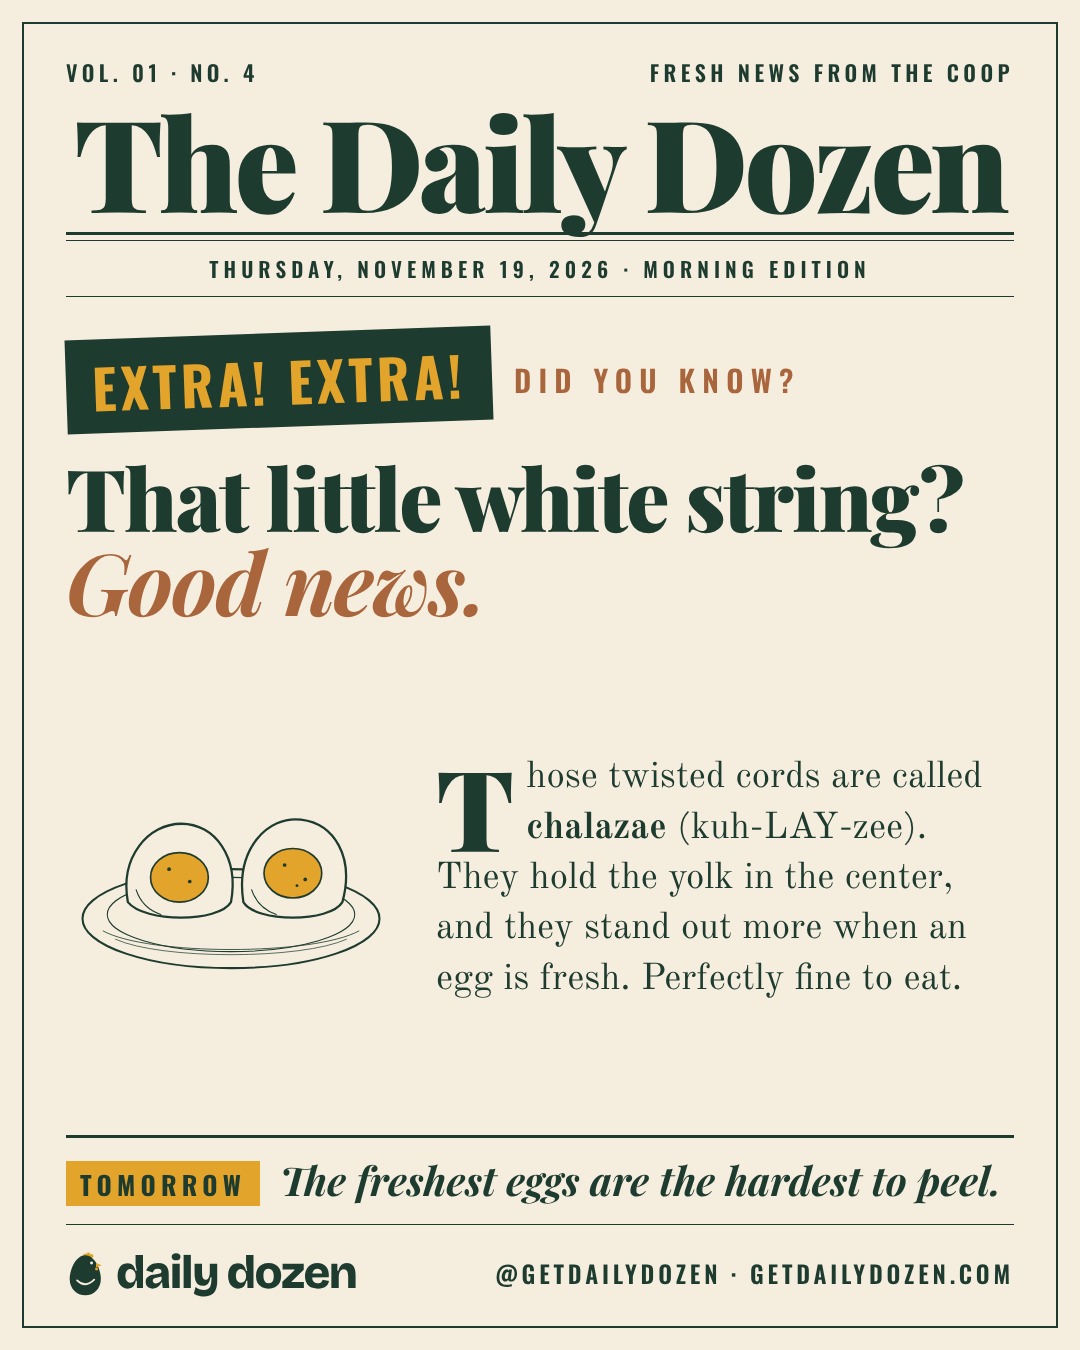 VOL. 01 · NO. 4
FRESH NEWS FROM THE COOP
The Daily Dozen
THURSDAY, NOVEMBER 19, 2026 · MORNING EDITION
EXTRA! EXTRA!
DID YOU KNOW?
That little white string?
Good news.
Those twisted cords are called
chalazae (kuh-LAY-zee).
They hold the yolk in the center,
and they stand out more when an
egg is fresh. Perfectly fine to eat.
TOMORROW
The freshest eggs are the hardest to peel.
daily dozen
@GETDAILYDOZEN · GETDAILYDOZEN.COM